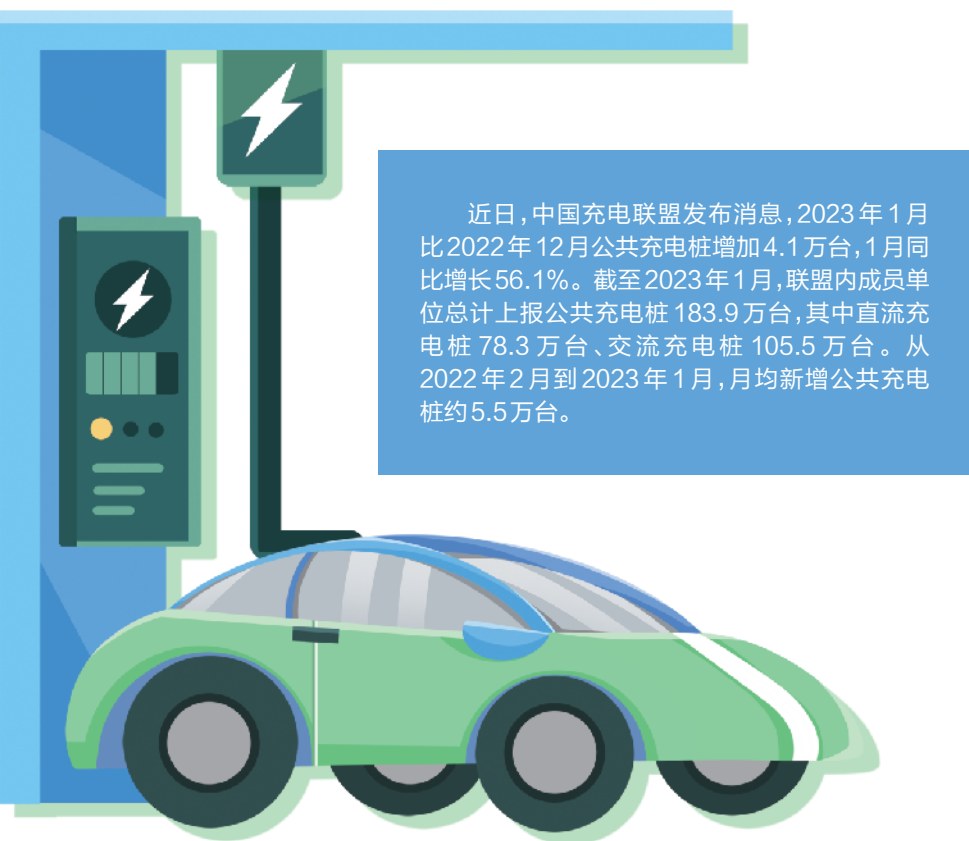 近日，中国充电联盟发布消息，2023年1月
比2022年12月公共充电桩增加4.1万台，1月同
比增长56.1%。截至2023年1月，联盟内成员单
位总计上报公共充电桩183.9万台，其中直流充
电桩78.3万台、交流充电桩105.5万台。从
2022年2月到2023年1月，月均新增公共充电
桩约5.5万台。